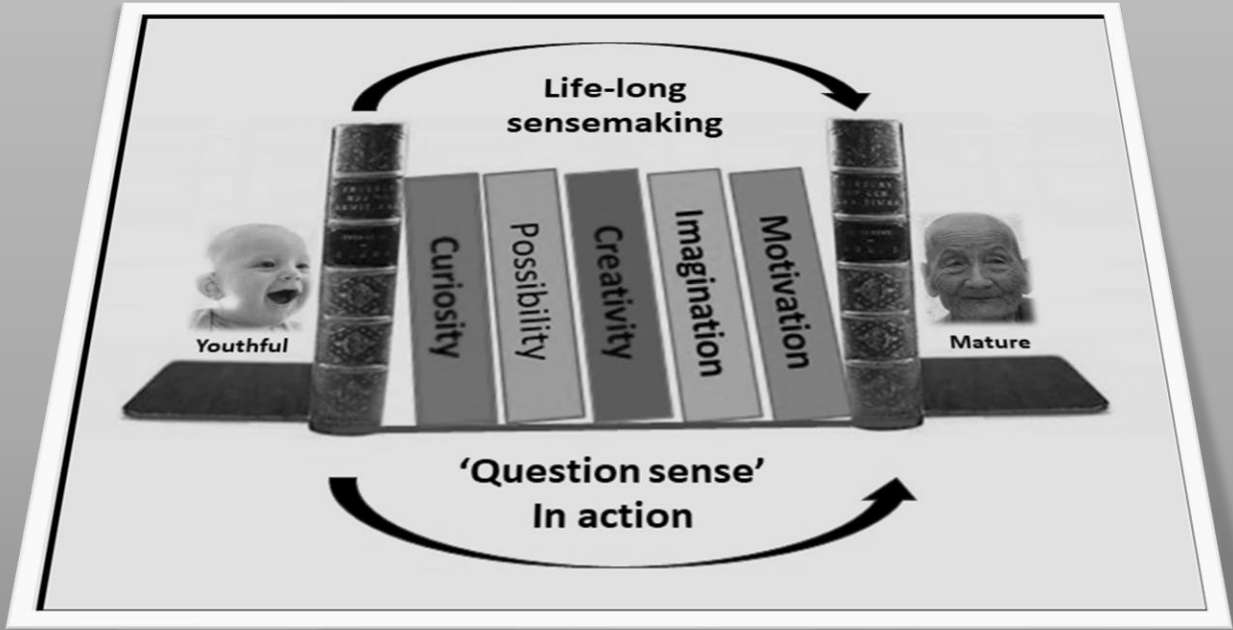 Life-long
sensemaking
Curiosity
Possibility
Creativity
Imagination
Motivation
Youthful
Mature
‘Question sense’
In action